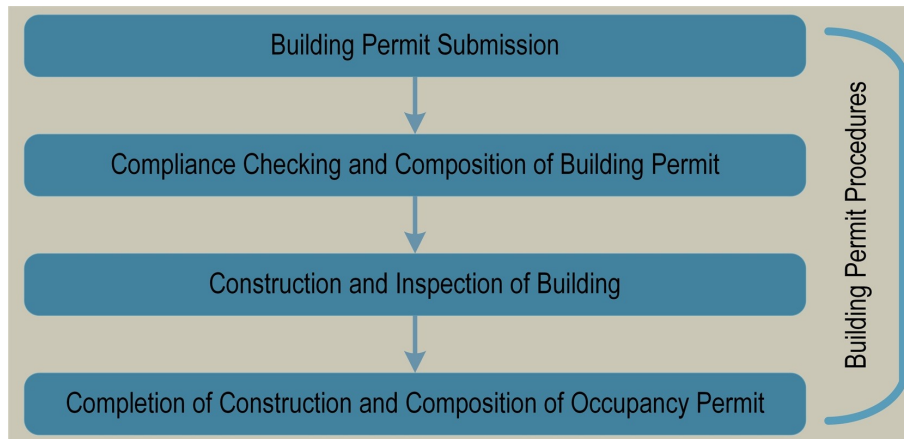 Building Permit Submission
Compliance Checking and Composition of Building Permit
Construction and Inspection of Building
Completion of Construction and Composition of Occupancy Permit
Building Permit Procedures